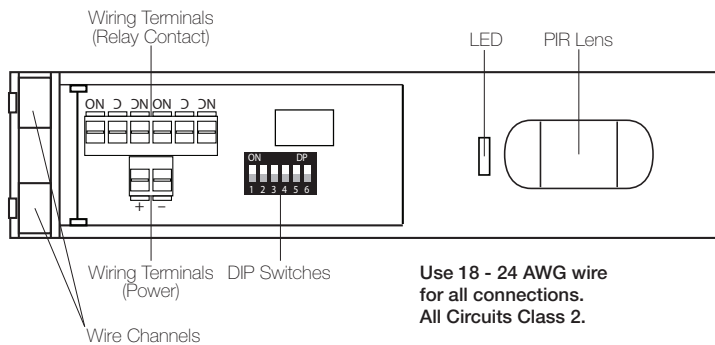 Wiring Terminals
(Relay Contact)
LED
PIR Lens
NO C NC NO C NC
ON DP
1 2 3 4 5 6
+ −
Wiring Terminals
(Power)
DIP Switches
Use 18 - 24 AWG wire
for all connections.
All Circuits Class 2.
Wire Channels